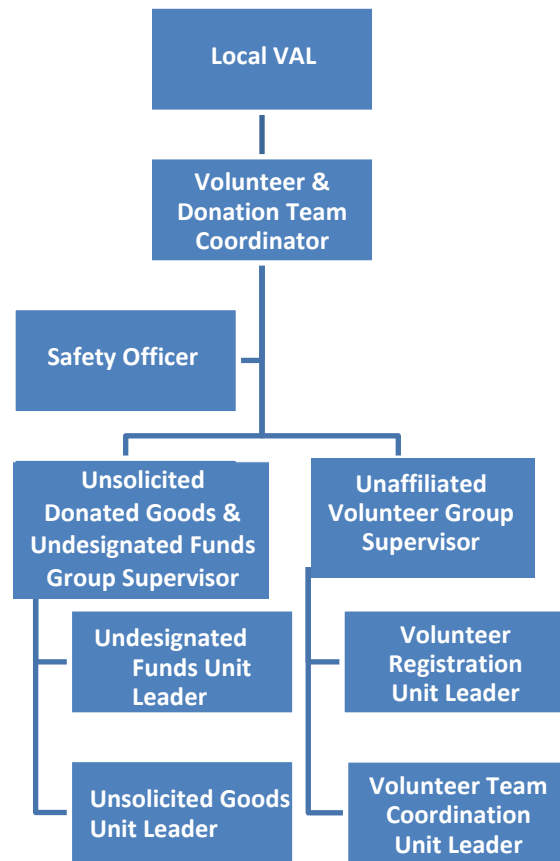 Local VAL
Volunteer &
Donation Team
Coordinator
Safety Officer
Unsolicited
Donated Goods &
Undesignated Funds
Group Supervisor
Unaffiliated
Volunteer Group
Supervisor
Undesignated
Funds Unit
Leader
Volunteer
Registration
Unit Leader
Unsolicited Goods
Unit Leader
Volunteer Team
Coordination
Unit Leader